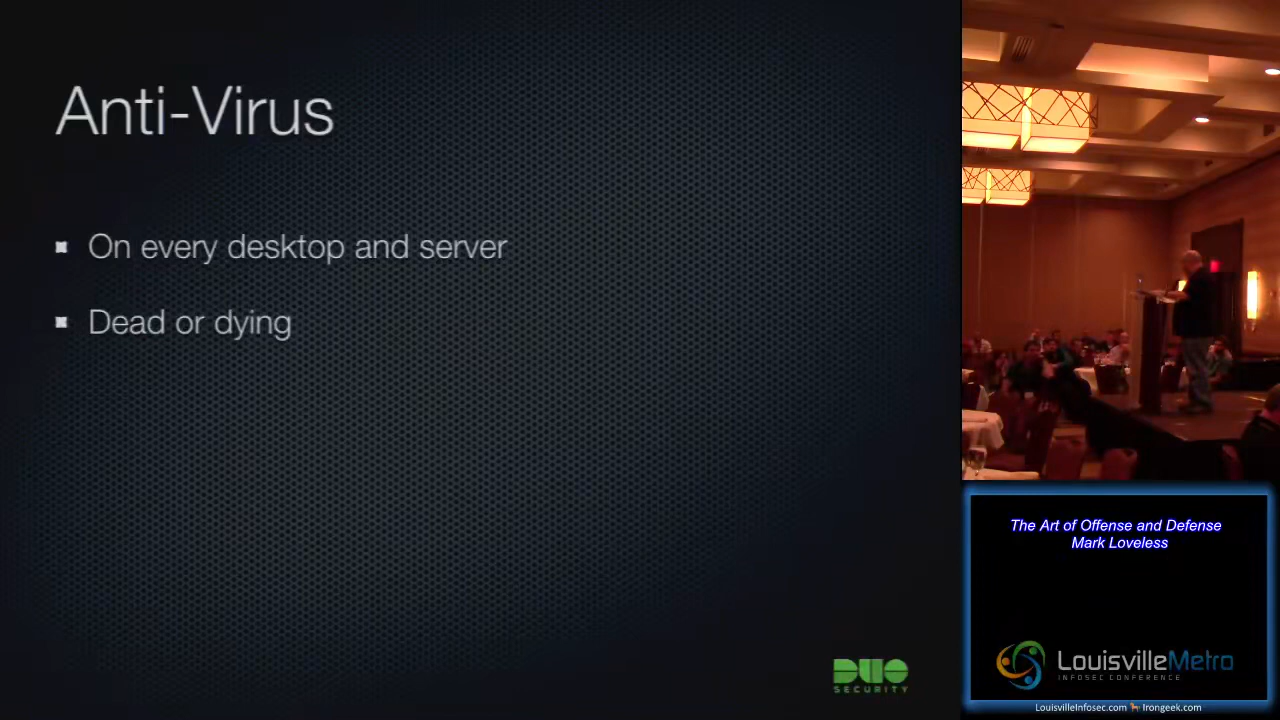 Anti-Virus
On every desktop and server
Dead or dying
DUO
SECURITY
The Art of Offense and Defense
Mark Loveless
LouisvilleMetro
INFOSEC CONFERENCE
LouisvilleInfosec.com Irongeek.com